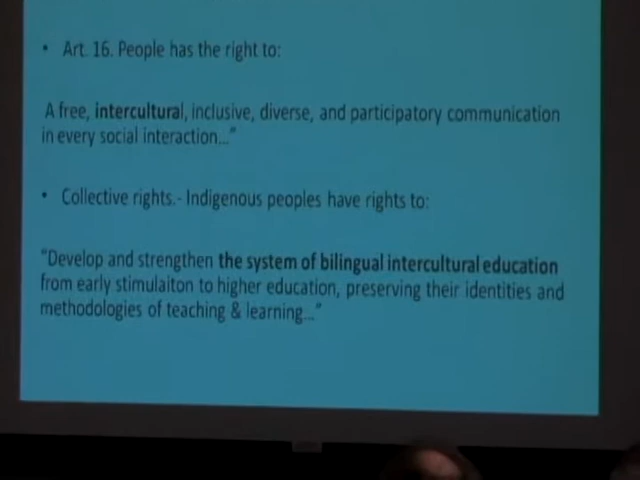 • Art. 16. People has the right to:
A free, intercultural, inclusive, diverse, and participatory communication
in every social interaction..."
• Collective rights.- Indigenous peoples have rights to:
"Develop and strengthen the system of bilingual intercultural education
from early stimulaiton to higher education, preserving their identities and
methodologies of teaching & learning..."